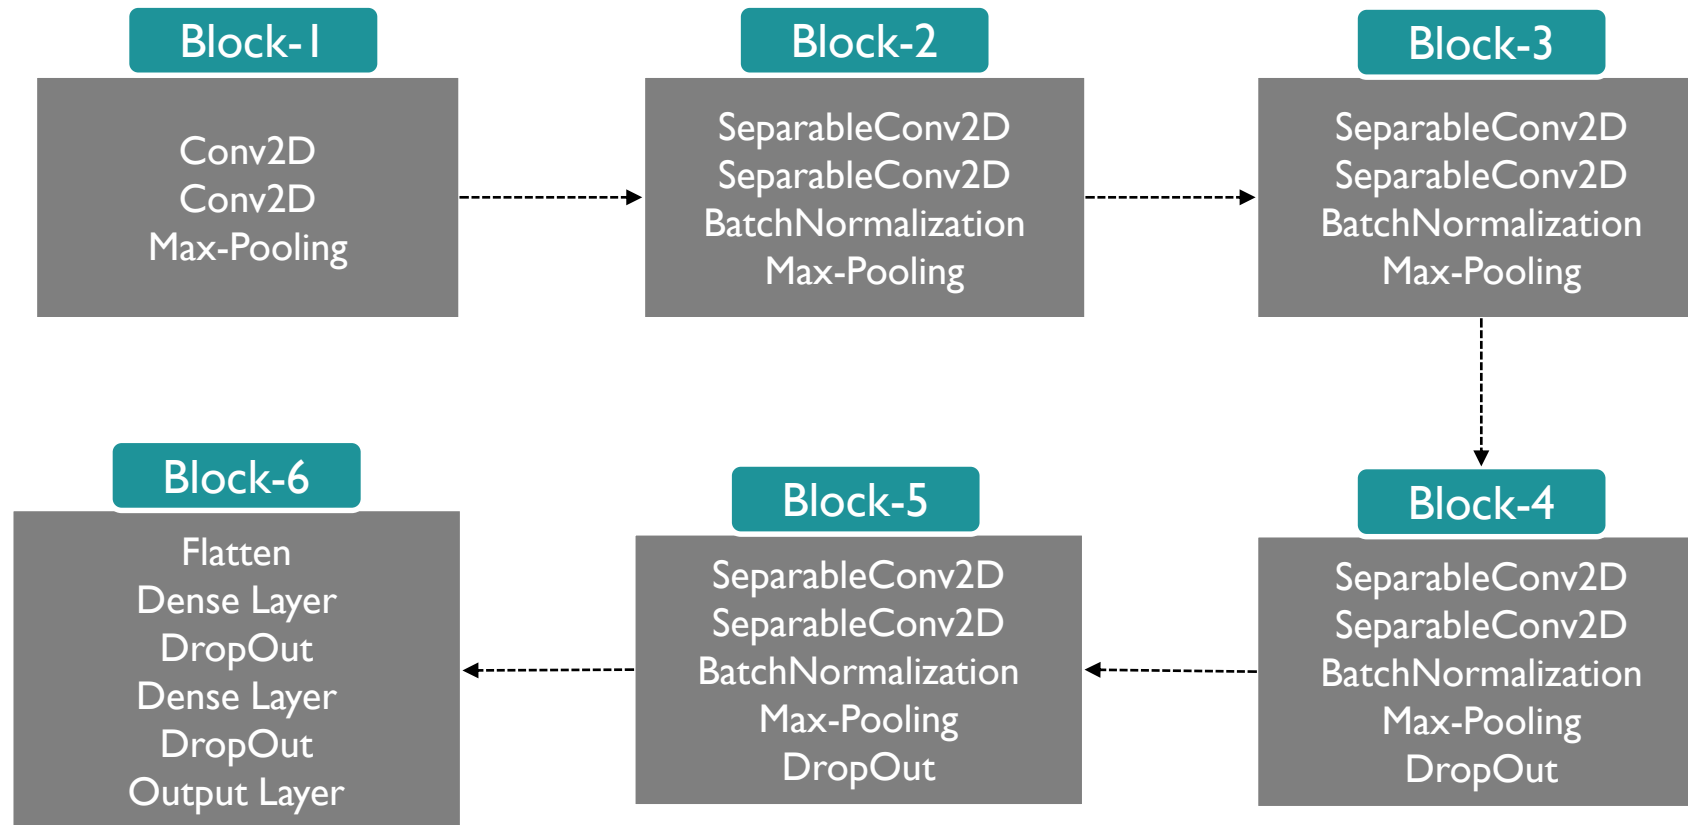 Block-1
Conv2D
Conv2D
Max-Pooling
Block-2
SeparableConv2D
SeparableConv2D
BatchNormalization
Max-Pooling
Block-3
SeparableConv2D
SeparableConv2D
BatchNormalization
Max-Pooling
Block-4
SeparableConv2D
SeparableConv2D
BatchNormalization
Max-Pooling
DropOut
Block-5
SeparableConv2D
SeparableConv2D
BatchNormalization
Max-Pooling
DropOut
Block-6
Flatten
Dense Layer
DropOut
Dense Layer
DropOut
Output Layer